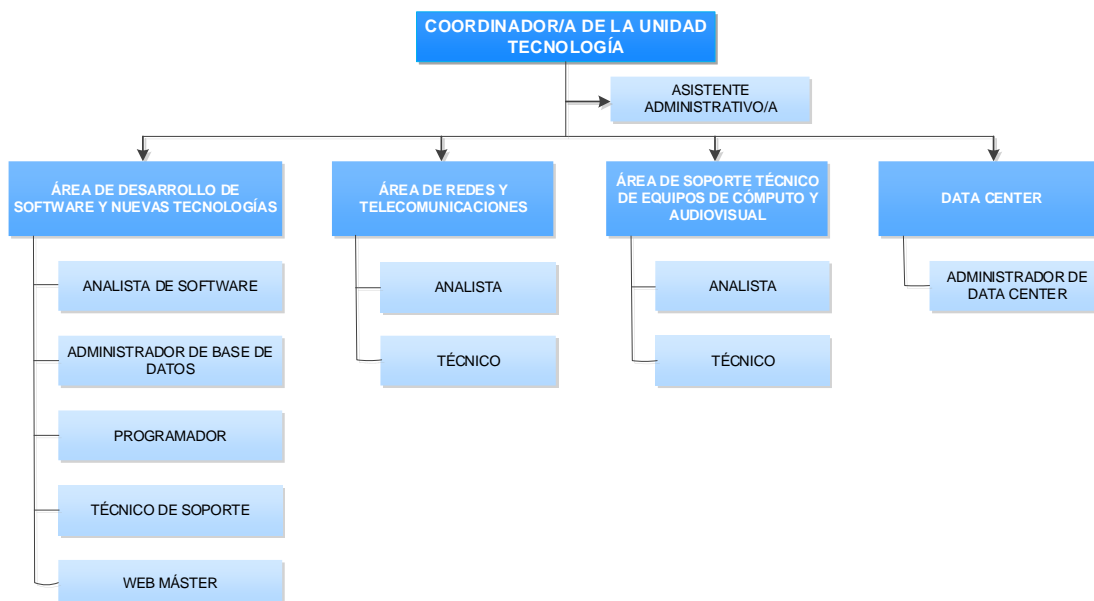 COORDINADOR/A DE LA UNIDAD
TECNOLOGÍA
ASISTENTE
ADMINISTRATIVO/A
ÁREA DE DESARROLLO DE
SOFTWARE Y NUEVAS TECNOLOGÍAS
ANALISTA DE SOFTWARE
ADMINISTRADOR DE BASE DE
DATOS
PROGRAMADOR
TÉCNICO DE SOPORTE
WEB MÁSTER
ÁREA DE REDES Y
TELECOMUNICACIONES
ANALISTA
TÉCNICO
ÁREA DE SOPORTE TÉCNICO
DE EQUIPOS DE CÓMPUTO Y
AUDIOVISUAL
ANALISTA
TÉCNICO
DATA CENTER
ADMINISTRADOR DE
DATA CENTER